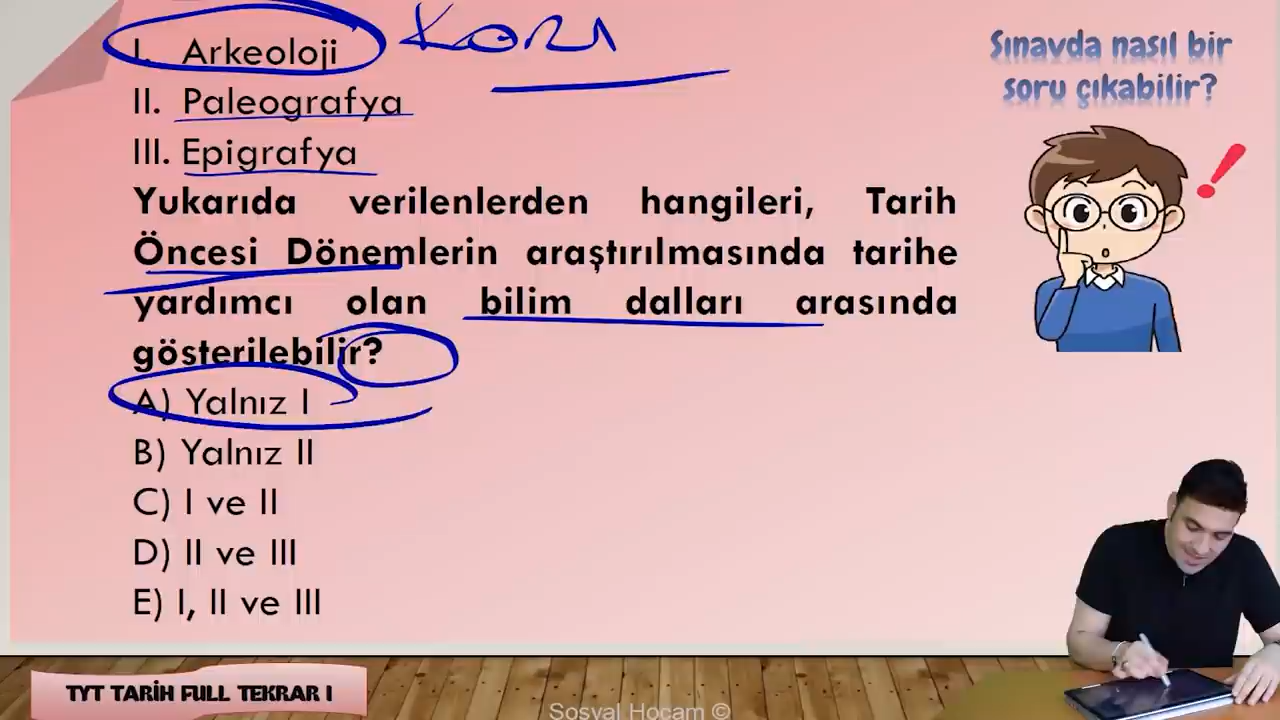 I. Arkeoloji
KAZI
II. Paleografya
III. Epigrafya
Yukarıda verilenlerden hangileri, Tarih
Öncesi Dönemlerin araştırılmasında tarihe
yardımcı olan bilim dalları arasında
gösterilebilir?
A) Yalnız I
B) Yalnız II
C) I ve II
D) II ve III
E) I, II ve III
Sınavda nasıl bir
soru çıkabilir?
TYT TARİH FULL TEKRAR I
Sosyal Hocam ©